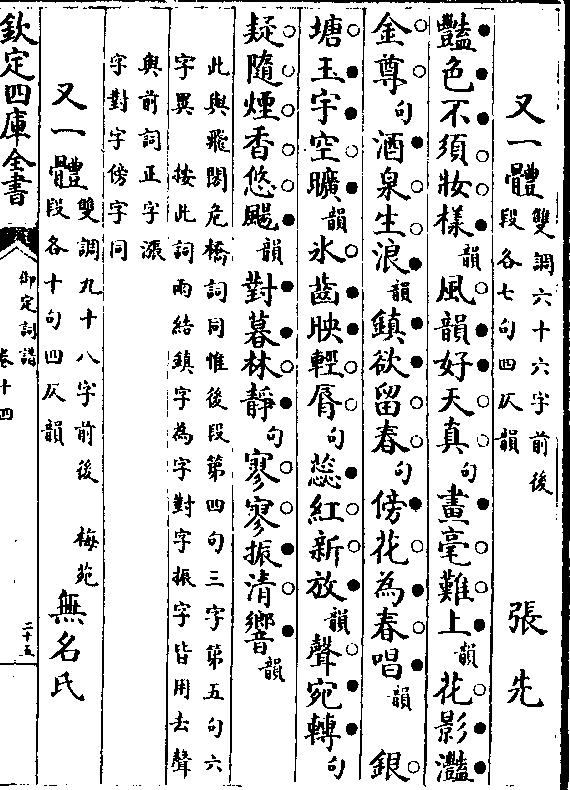 又一體 雙調六十六字前後段各七句四仄韻 張先
豔色不須妝樣韻風韻好天真句畫毫難上韻花影灩
金尊句酒泉生浪韻鎮欲留春句傍花為春唱韻 銀
塘玉宇空曠韻氷齒映輕脣句蕊紅新放韻聲宛轉句
疑隨煙香悠颺韻對暮林靜句寥寥振清響韻
此與飛閣危橋詞同惟後段第四句三字第五句六
字異 按此詞兩結鎮字為字對字振字皆用去聲
與前詞正字漲
字對字傍字同
又一體 雙調九十八字前後段各十句四仄韻 梅苑無名氏
欽定四庫全書 御定詞譜 卷十四 二十五